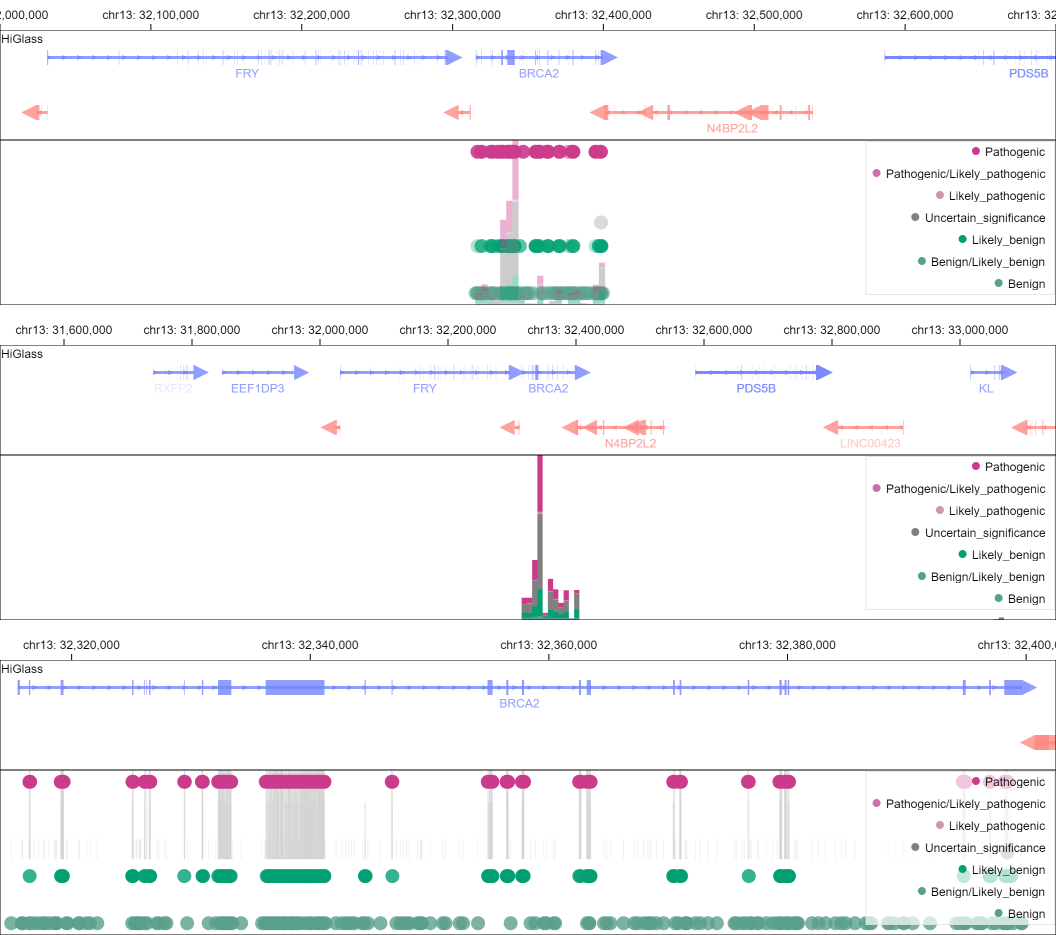 2,000,000 chr13: 32,100,000 chr13: 32,200,000 chr13: 32,300,000 chr13: 32,400,000 chr13: 32,500,000 chr13: 32,600,000 chr13: 32
HiGlass
FRY BRCA2 PDS5B
N4BP2L2
Pathogenic
Pathogenic/Likely_pathogenic
Likely_pathogenic
Uncertain_significance
Likely_benign
Benign/Likely_benign
Benign
chr13: 31,600,000 chr13: 31,800,000 chr13: 32,000,000 chr13: 32,200,000 chr13: 32,400,000 chr13: 32,600,000 chr13: 32,800,000 chr13: 33,000,000
HiGlass
RXFP2 EEF1DP3 FRY BRCA2 PDS5B KL
N4BP2L2 LINC00423
Pathogenic
Pathogenic/Likely_pathogenic
Likely_pathogenic
Uncertain_significance
Likely_benign
Benign/Likely_benign
Benign
chr13: 32,320,000 chr13: 32,340,000 chr13: 32,360,000 chr13: 32,380,000 chr13: 32,400,
HiGlass
BRCA2
Pathogenic
Pathogenic/Likely_pathogenic
Likely_pathogenic
Uncertain_significance
Likely_benign
Benign/Likely_benign
Benign